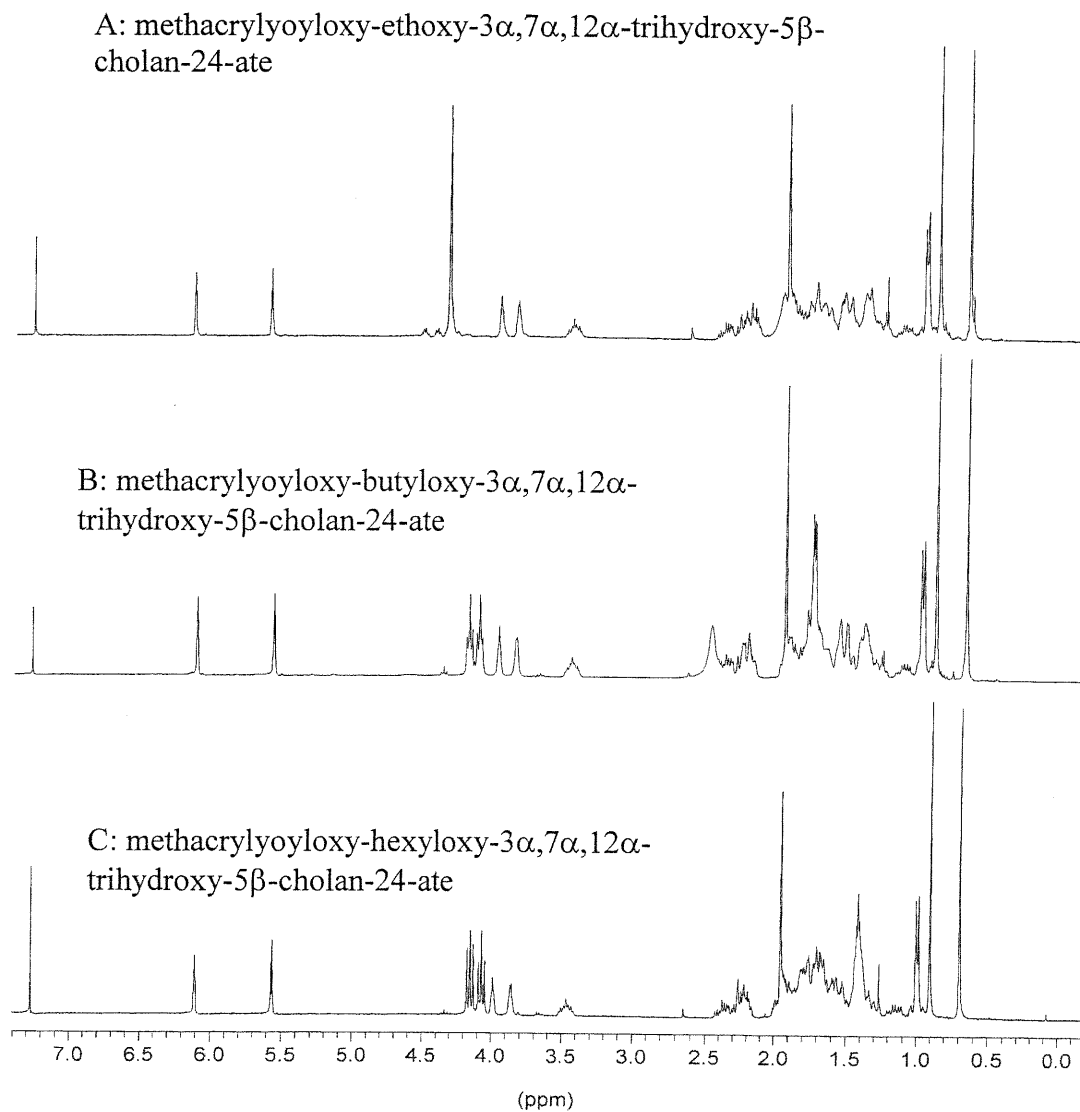 A: methacrylyoyloxy-ethoxy-3α,7α,12α-trihydroxy-5β-
cholan-24-ate
B: methacrylyoyloxy-butyloxy-3α,7α,12α-
trihydroxy-5β-cholan-24-ate
C: methacrylyoyloxy-hexyloxy-3α,7α,12α-
trihydroxy-5β-cholan-24-ate
7.0 6.0 5.5 5.0 4.5 4.0 3.5 3.0 2.5 2.0 1.5 1.0 0.5 0.0
(ppm)